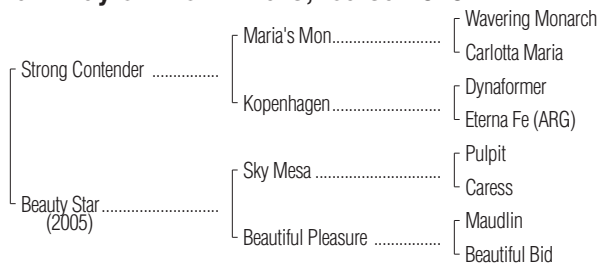 Wavering Monarch
Maria's Mon
Carlotta Maria
Strong Contender
Dynaformer
Kopenhagen
Eterna Fe (ARG)
Pulpit
Sky Mesa
Caress
Beauty Star
(2005)
Maudlin
Beautiful Pleasure
Beautiful Bid